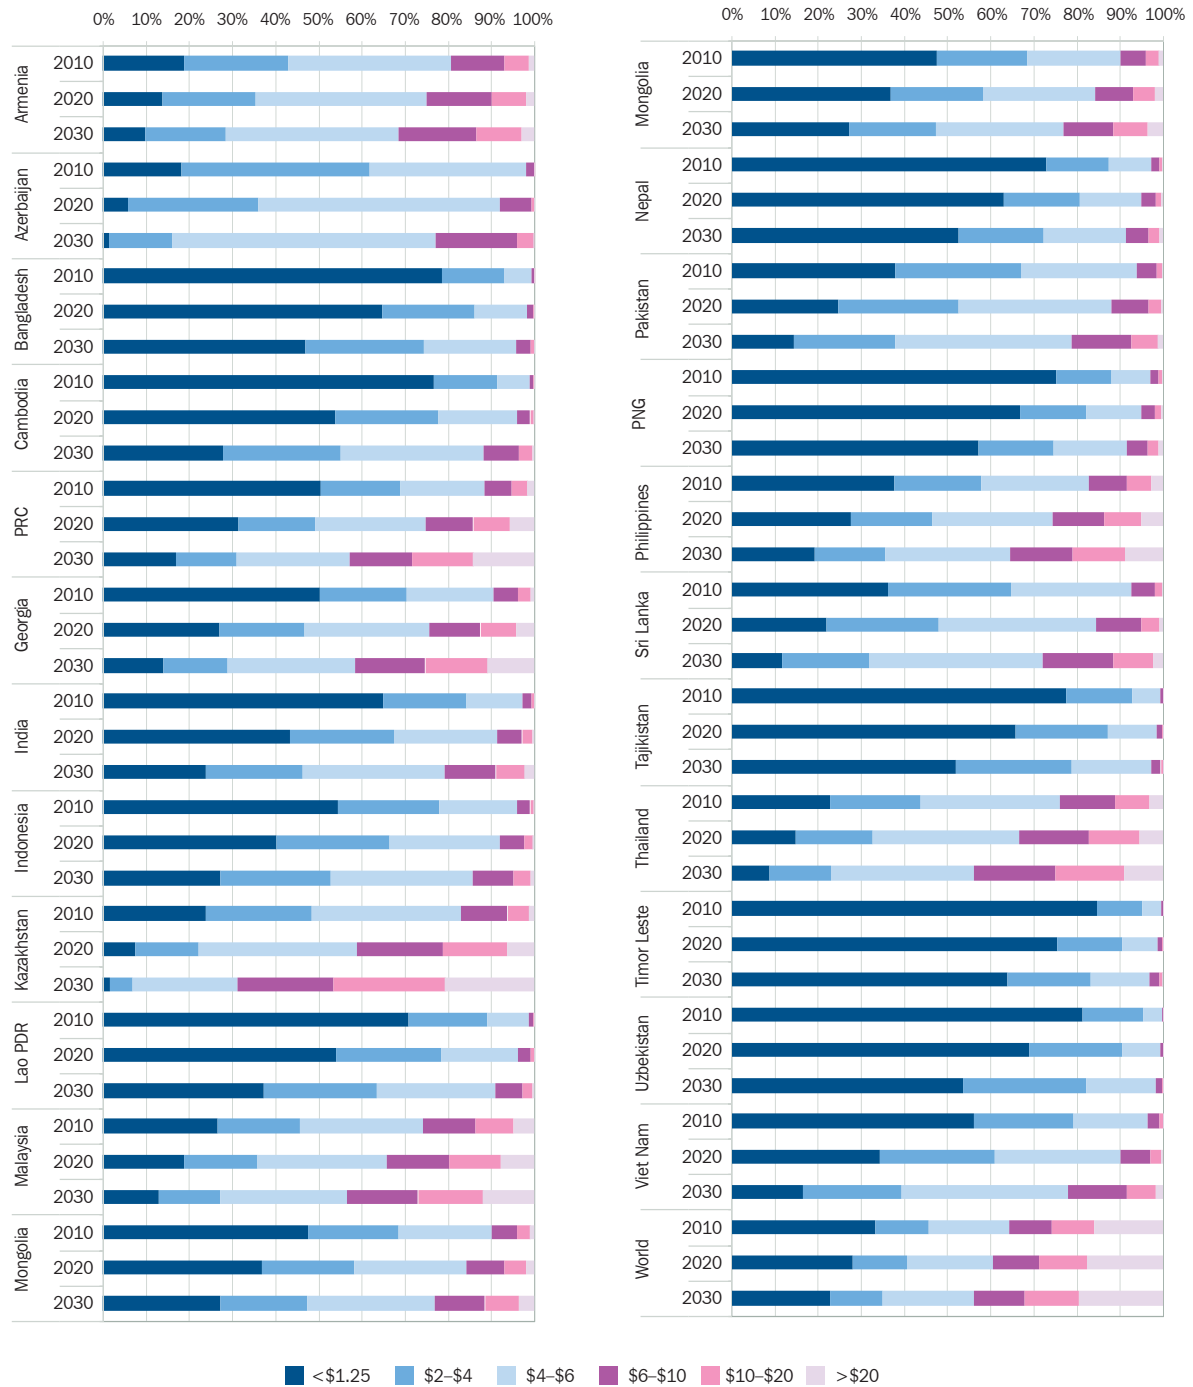 0% 10% 20% 30% 40% 50% 60% 70% 80% 90% 100%
Armenia
2010
2020
2030
Azerbaijan
2010
2020
2030
Bangladesh
2010
2020
2030
Cambodia
2010
2020
2030
PRC
2010
2020
2030
Georgia
2010
2020
2030
India
2010
2020
2030
Indonesia
2010
2020
2030
Kazakhstan
2010
2020
2030
Lao PDR
2010
2020
2030
Malaysia
2010
2020
2030
Mongolia
2010
2020
2030
0% 10% 20% 30% 40% 50% 60% 70% 80% 90% 100%
Mongolia
2010
2020
2030
Nepal
2010
2020
2030
Pakistan
2010
2020
2030
PNG
2010
2020
2030
Philippines
2010
2020
2030
Sri Lanka
2010
2020
2030
Tajikistan
2010
2020
2030
Thailand
2010
2020
2030
Timor Leste
2010
2020
2030
Uzbekistan
2010
2020
2030
Viet Nam
2010
2020
2030
World
2010
2020
2030
<$1.25 $2–$4 $4–$6 $6–$10 $10–$20 >$20